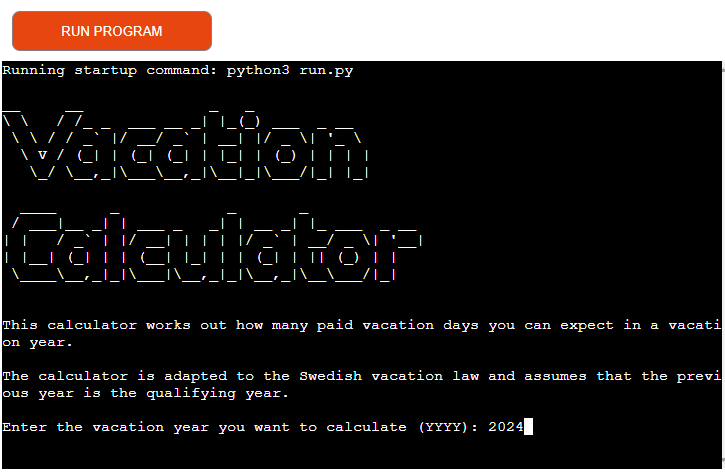 RUN PROGRAM
Running startup command: python3 run.py
Vacation
Calculator
This calculator works out how many paid vacation days you can expect in a vacati
on year.
The calculator is adapted to the Swedish vacation law and assumes that the previ
ous year is the qualifying year.
Enter the vacation year you want to calculate (YYYY): 2024